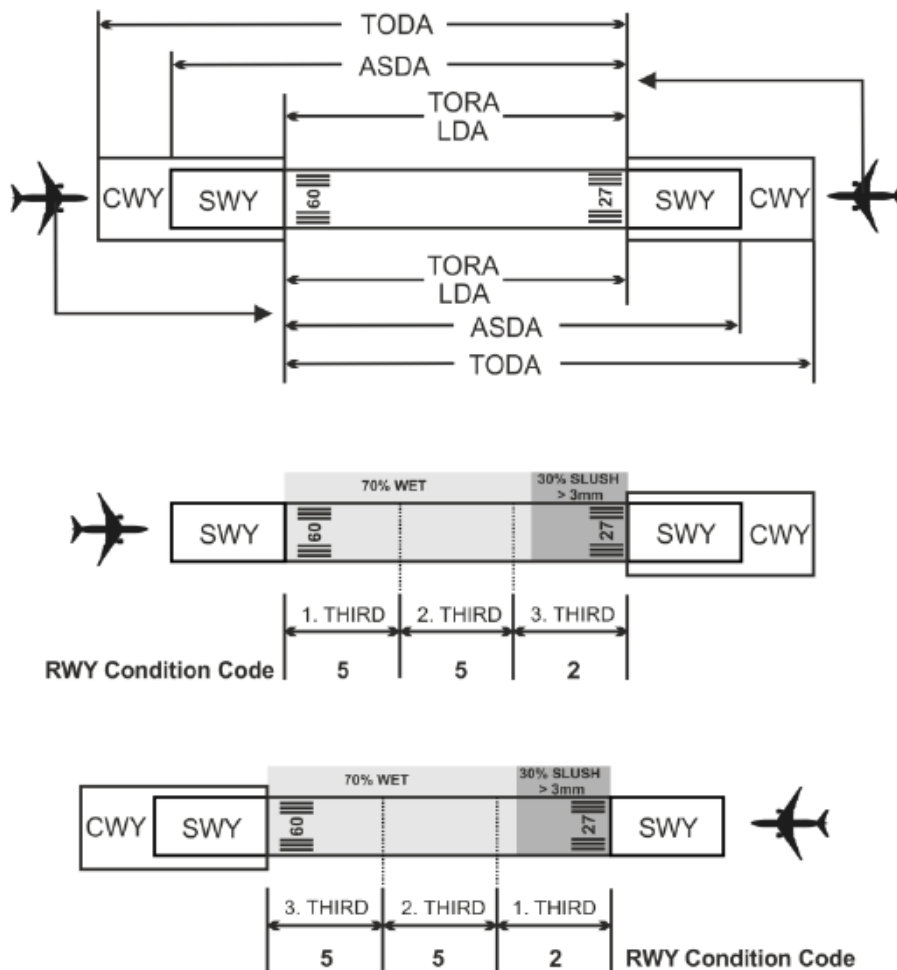 TODA
ASDA
TORA
LDA
CWY SWY 09 27 SWY CWY
TORA
LDA
ASDA
TODA
70% WET 30% SLUSH
> 3mm
SWY 09 27 SWY CWY
1. THIRD 2. THIRD 3. THIRD
RWY Condition Code 5 5 2
70% WET 30% SLUSH
> 3mm
CWY SWY 09 27 SWY
3. THIRD 2. THIRD 1. THIRD
5 5 2 RWY Condition Code